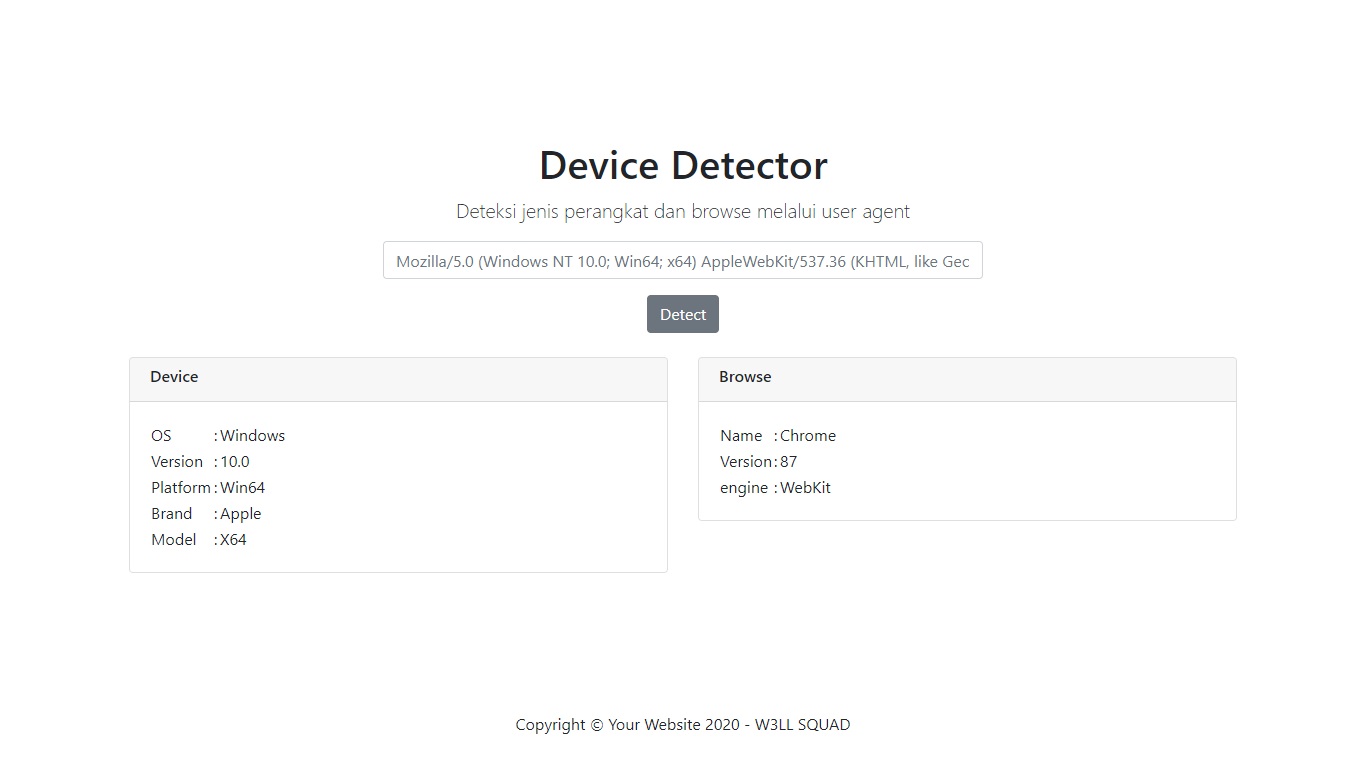 Device Detector
Deteksi jenis perangkat dan browse melalui user agent
Mozilla/5.0 (Windows NT 10.0; Win64; x64) AppleWebKit/537.36 (KHTML, like Gec
Detect
Device
OS : Windows
Version : 10.0
Platform : Win64
Brand : Apple
Model : X64
Browse
Name : Chrome
Version : 87
engine : WebKit
Copyright © Your Website 2020 - W3LL SQUAD